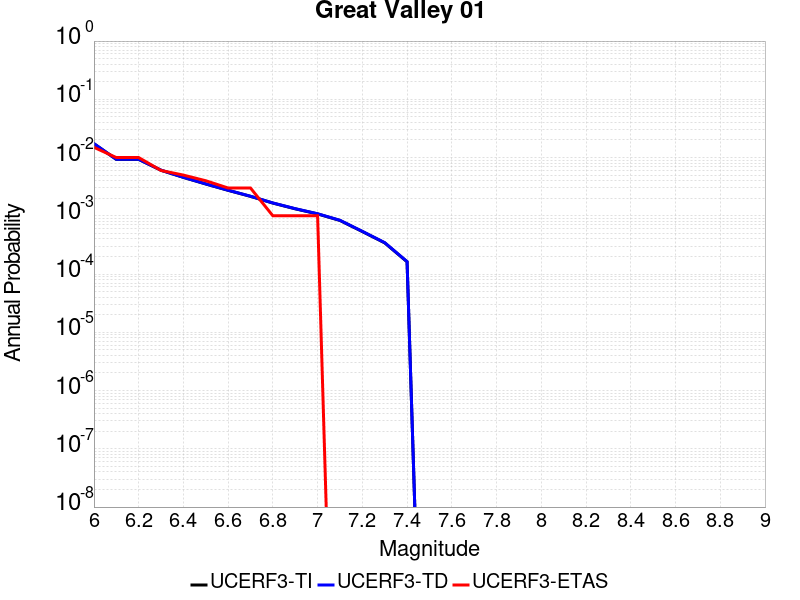 Great Valley 01
10^0
10^-1
10^-2
10^-3
10^-4
10^-5
10^-6
10^-7
10^-8
Annual Probability
6 6.2 6.4 6.6 6.8 7 7.2 7.4 7.6 7.8 8 8.2 8.4 8.6 8.8 9
Magnitude
UCERF3-TI UCERF3-TD UCERF3-ETAS